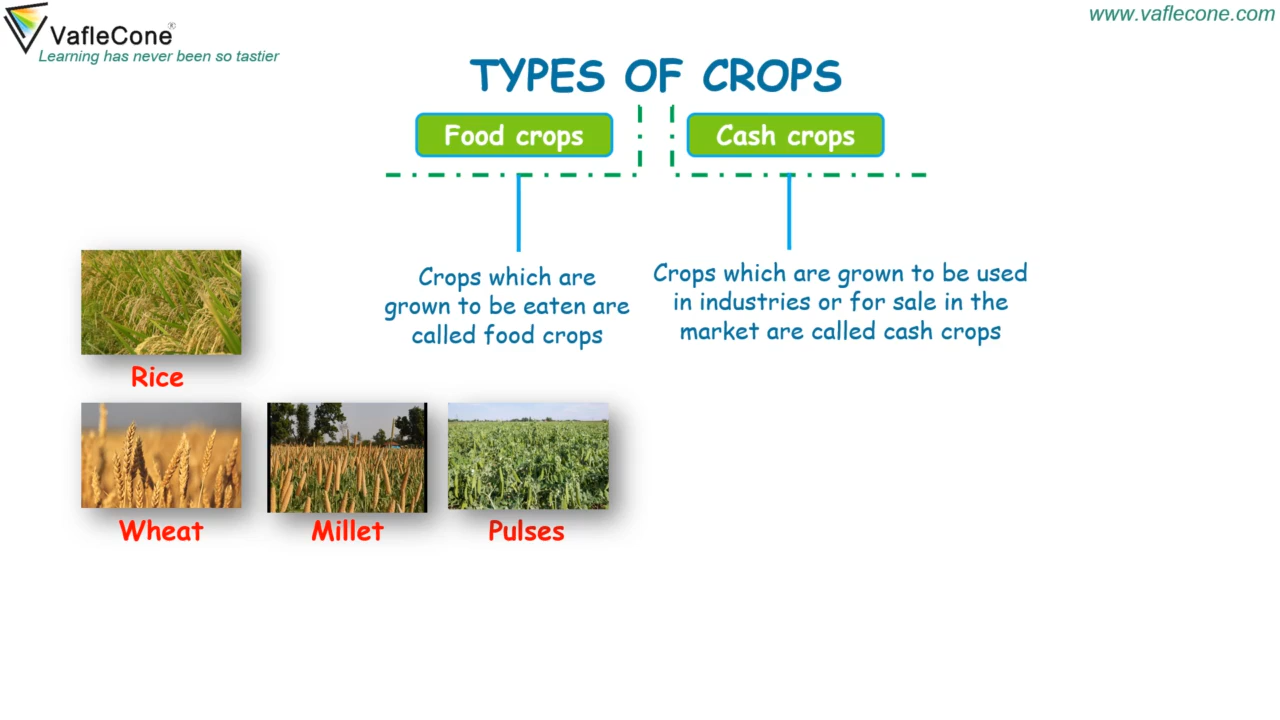 VafleCone®
Learning has never been so tastier
www.vaflecone.com
TYPES OF CROPS
Food crops
Cash crops
Crops which are
grown to be eaten are
called food crops
Crops which are grown to be used
in industries or for sale in the
market are called cash crops
Rice
Wheat
Millet
Pulses